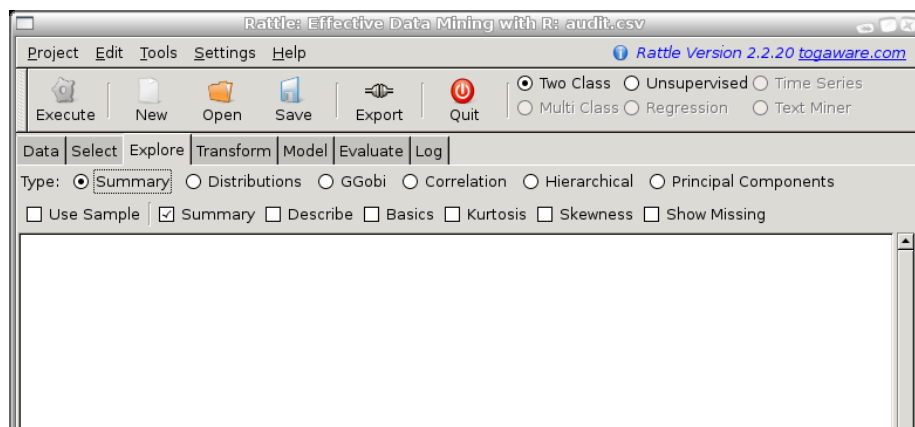 Rattle: Effective Data Mining with R: audit.csv
Project Edit Tools Settings Help Rattle Version 2.2.20 togaware.com
Execute New Open Save Export Quit
Two Class Unsupervised Time Series
Multi Class Regression Text Miner
Data Select Explore Transform Model Evaluate Log
Type: Summary Distributions GGobi Correlation Hierarchical Principal Components
Use Sample Summary Describe Basics Kurtosis Skewness Show Missing